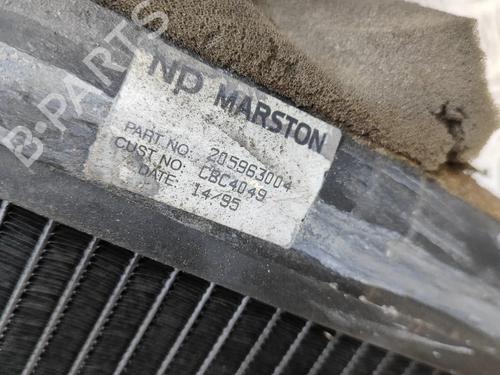 B-PARTS
ND MARSTON
PART NO: 205963004
CUST. NO: CBC4049
DATE: 14/95